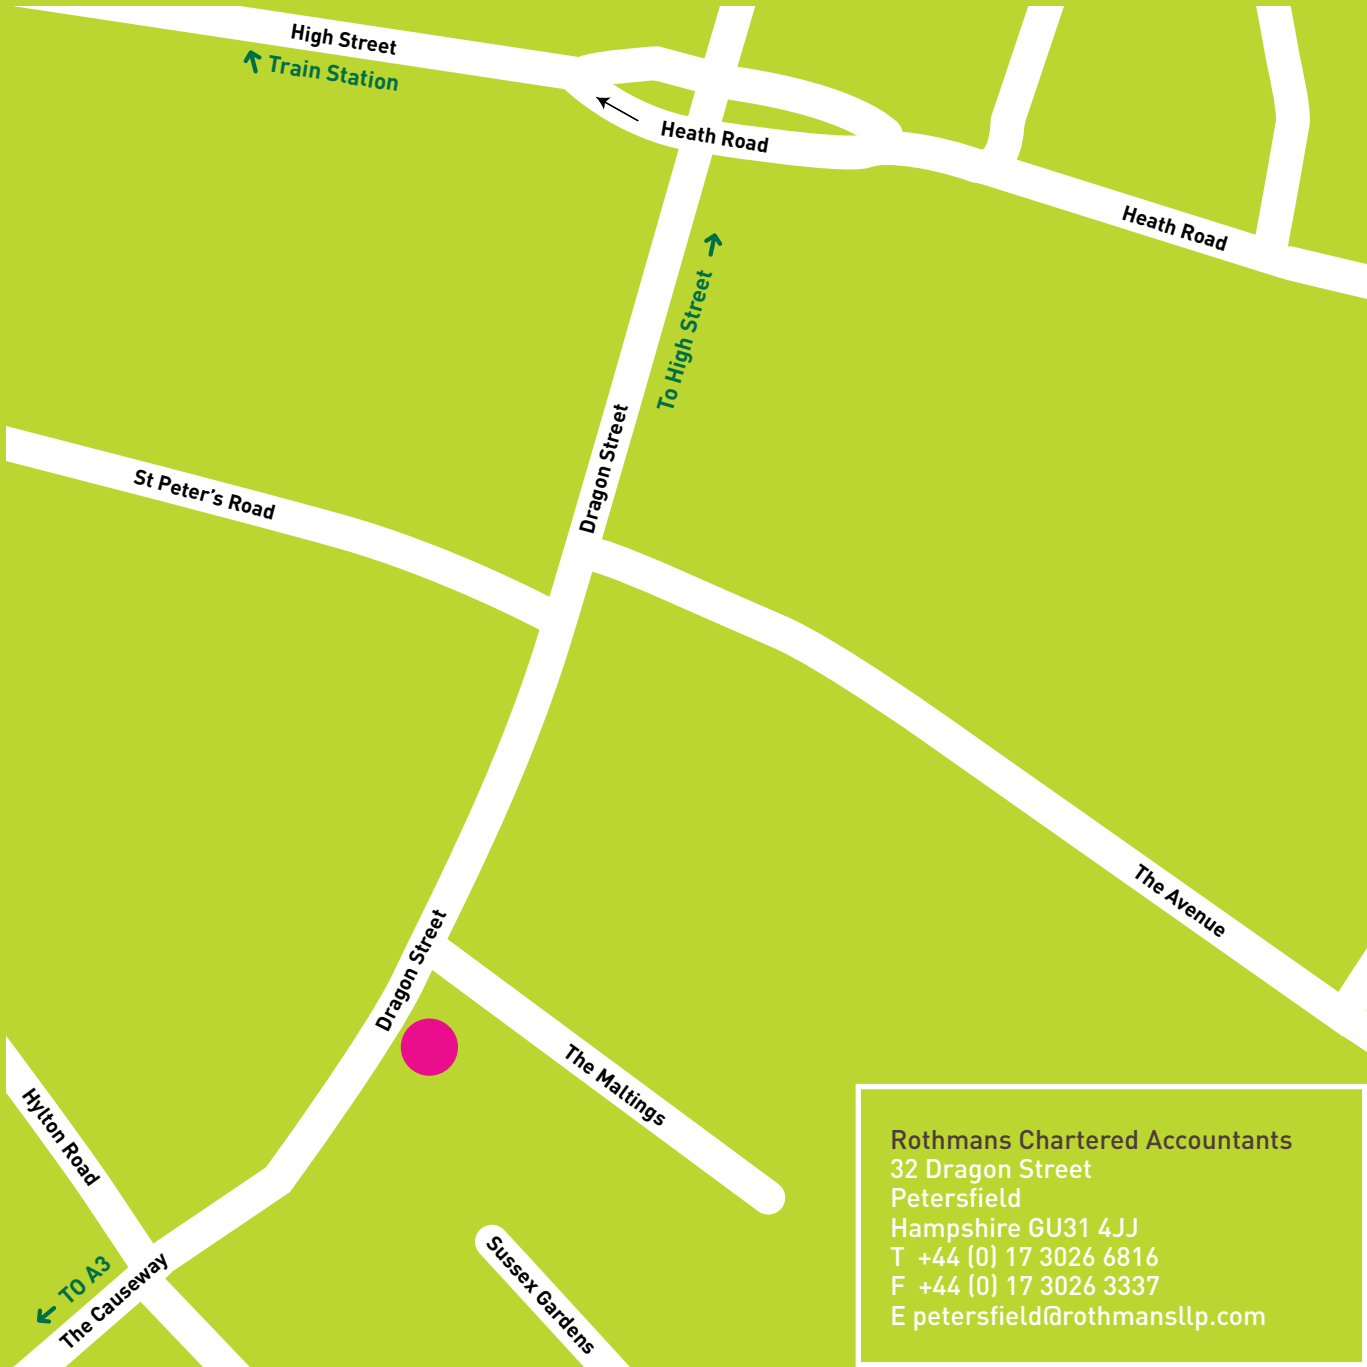 High Street
Train Station
Heath Road
Heath Road
To High Street
Dragon Street
St Peter’s Road
The Avenue
Dragon Street
The Maltings
Hylton Road
TO A3
The Causeway
Sussex Gardens
Rothmans Chartered Accountants
32 Dragon Street
Petersfield
Hampshire GU31 4JJ
T +44 (0) 17 3026 6816
F +44 (0) 17 3026 3337
E petersfield@rothmansllp.com